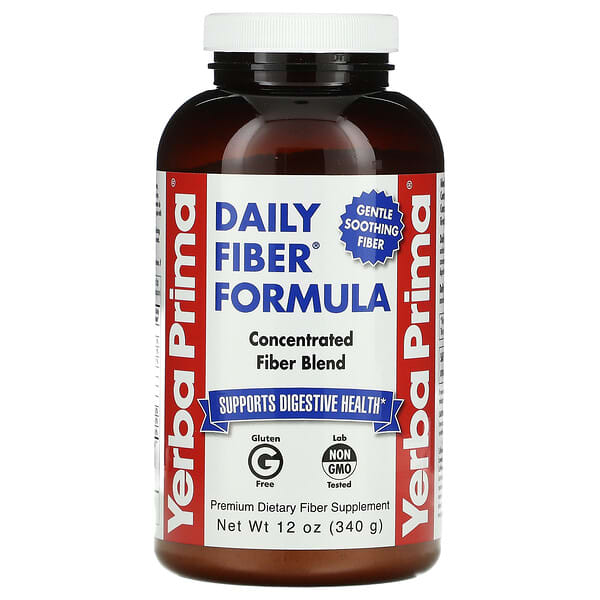 Yerba Prima®
DAILY
FIBER®
FORMULA
GENTLE
SOOTHING
FIBER
Concentrated
Fiber Blend
SUPPORTS DIGESTIVE HEALTH*
Gluten
G
Free
Lab
NON
GMO
Tested
Premium Dietary Fiber Supplement
Net Wt 12 oz (340 g)
Yerba Prima®